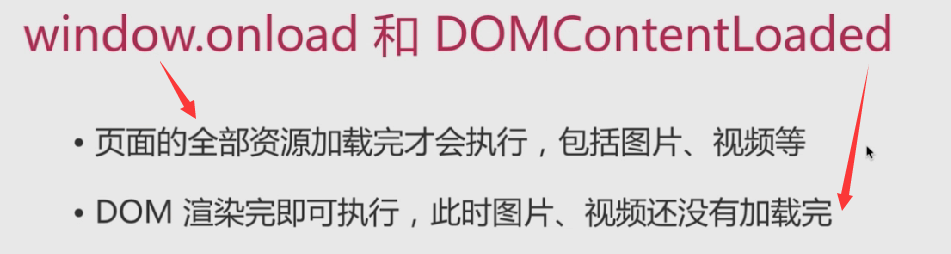 window.onload 和 DOMContentLoaded
• 页面的全部资源加载完才会执行，包括图片、视频等
• DOM 渲染完即可执行，此时图片、视频还没有加载完